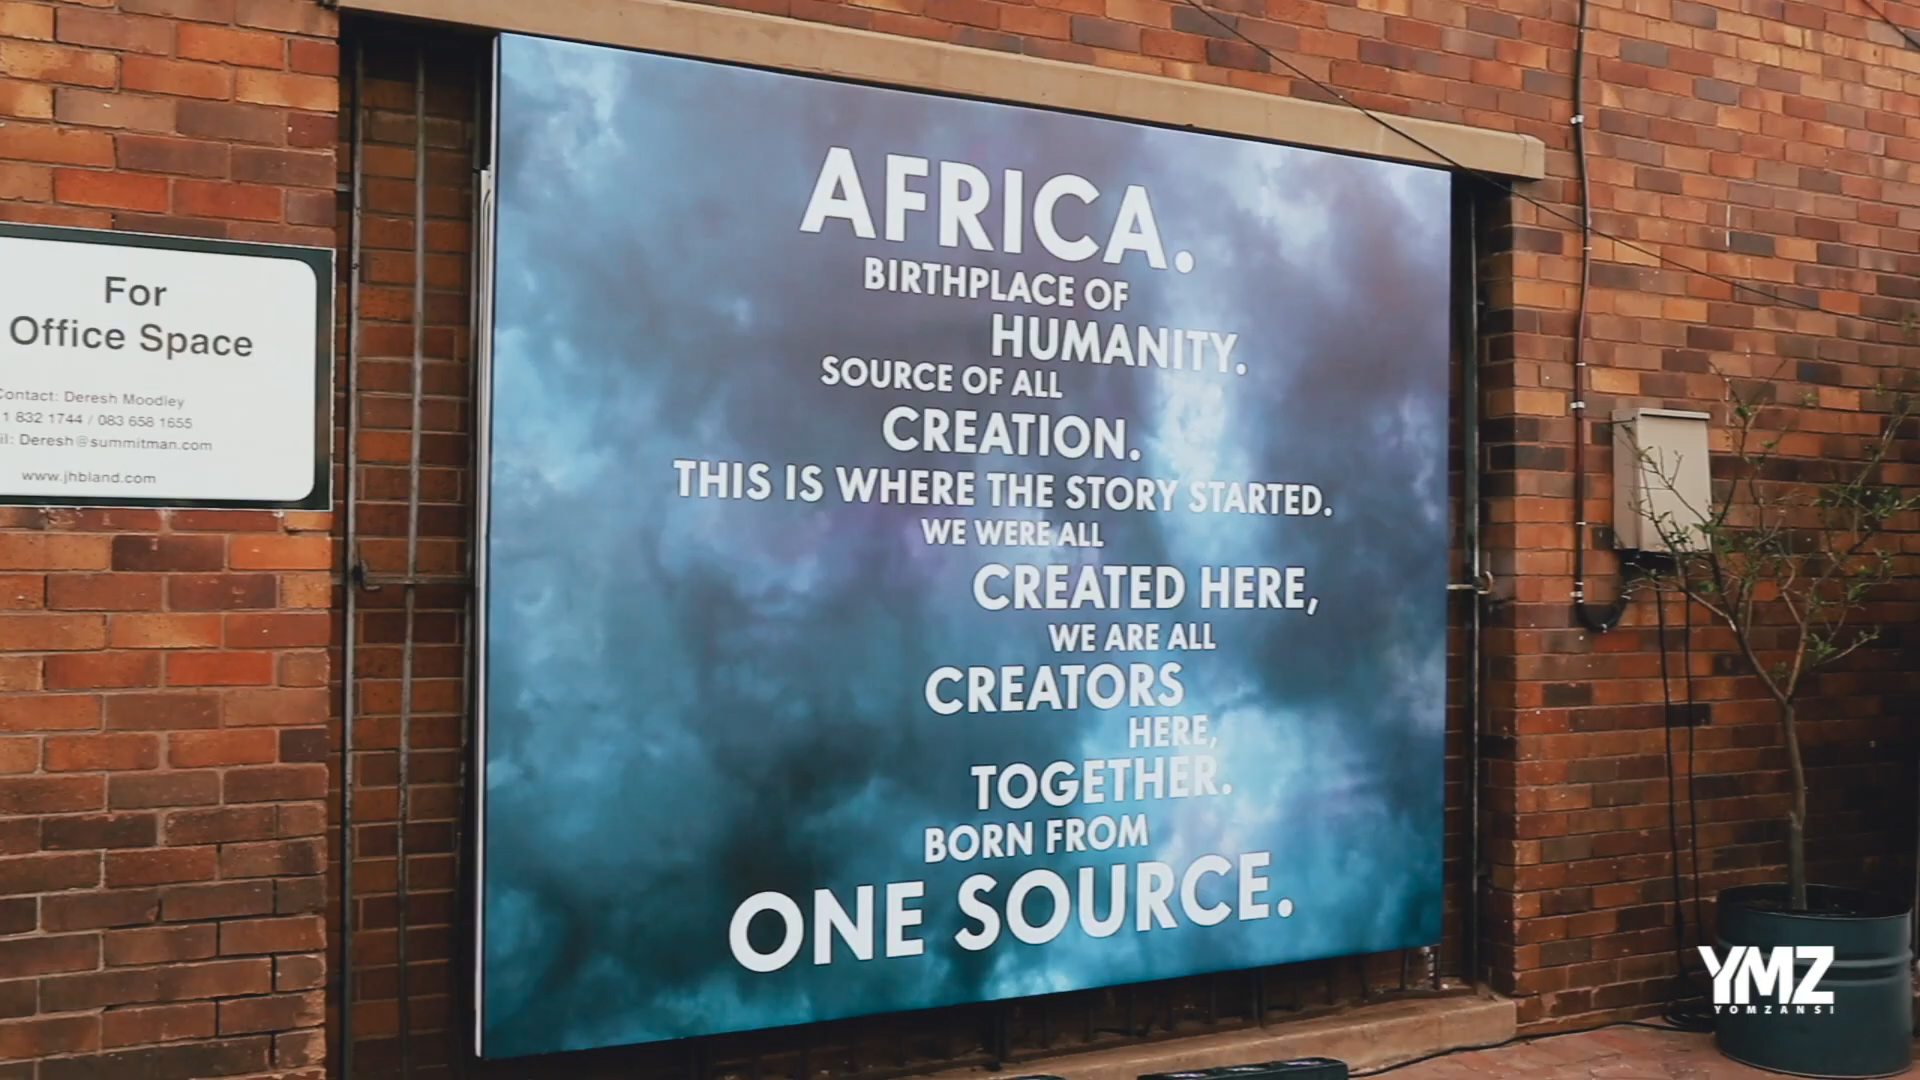 For
Office Space
Contact: Deresh Moodley
1 832 1744 / 083 658 1655
il: Deresh@summitman.com
www.jhbland.com
AFRICA.
BIRTHPLACE OF
HUMANITY.
SOURCE OF ALL
CREATION.
THIS IS WHERE THE STORY STARTED.
WE WERE ALL
CREATED HERE,
WE ARE ALL
CREATORS
HERE,
TOGETHER.
BORN FROM
ONE SOURCE.
YMZ
YOMZANSI